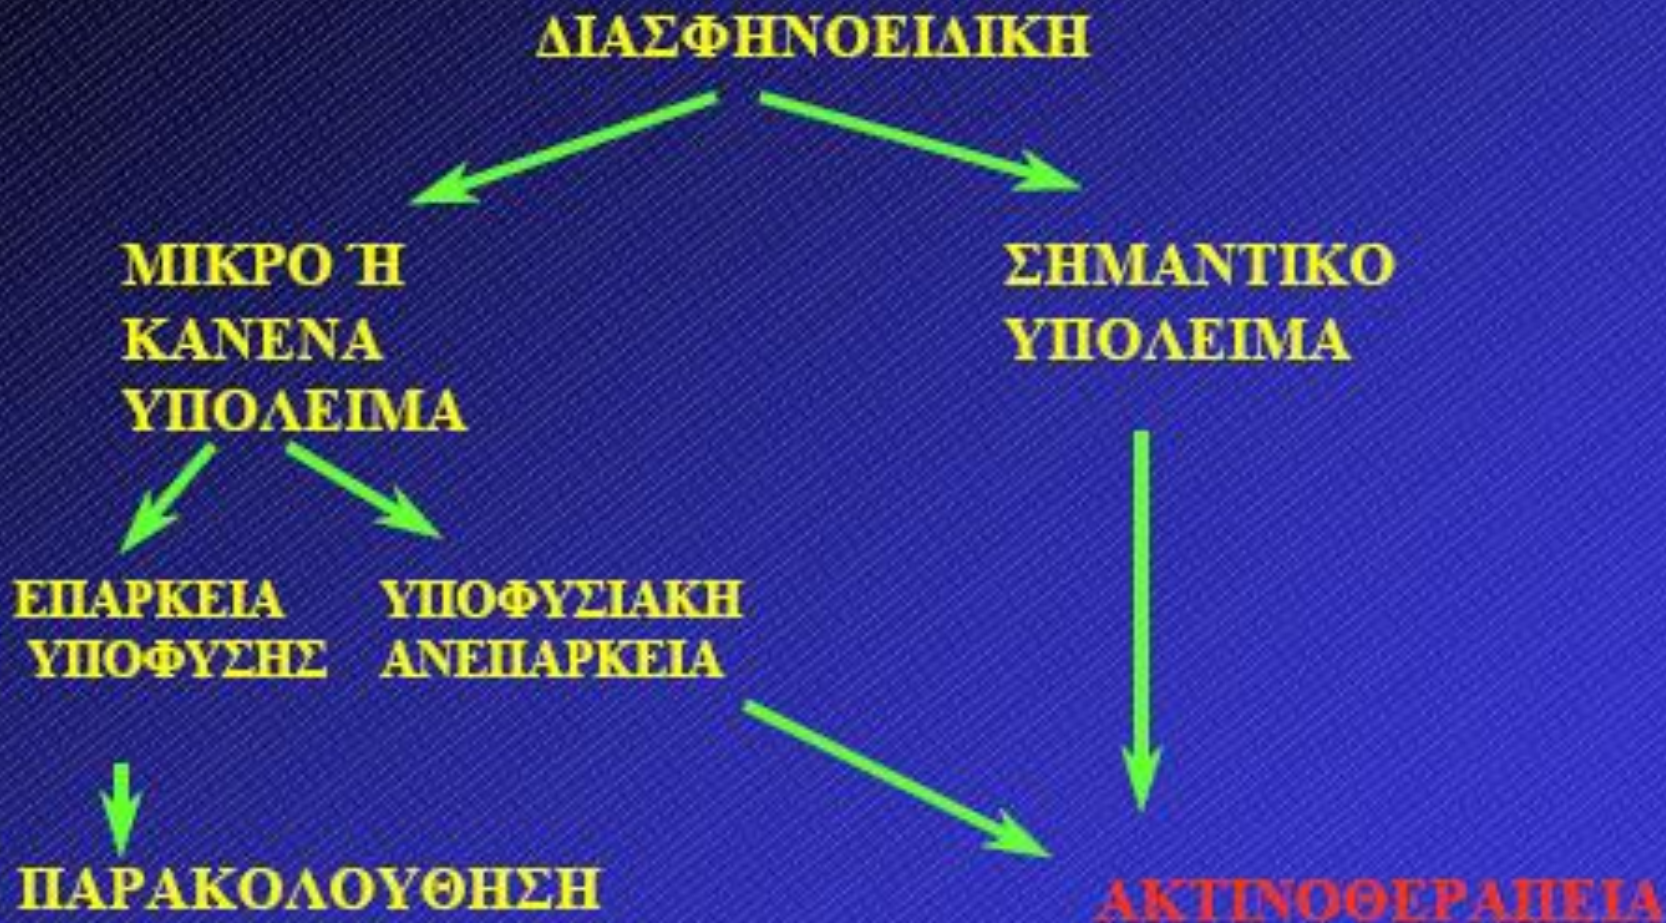 ΔΙΑΣΦΗΝΟΕΙΔΙΚΗ
ΜΙΚΡΟ Ή
ΚΑΝΕΝΑ
ΥΠΟΛΕΙΜΑ
ΣΗΜΑΝΤΙΚΟ
ΥΠΟΛΕΙΜΑ
ΕΠΑΡΚΕΙΑ
ΥΠΟΦΥΣΗΣ
ΥΠΟΦΥΣΙΑΚΗ
ΑΝΕΠΑΡΚΕΙΑ
ΠΑΡΑΚΟΛΟΥΘΗΣΗ
ΑΚΤΙΝΟΘΕΡΑΠΕΙΑ